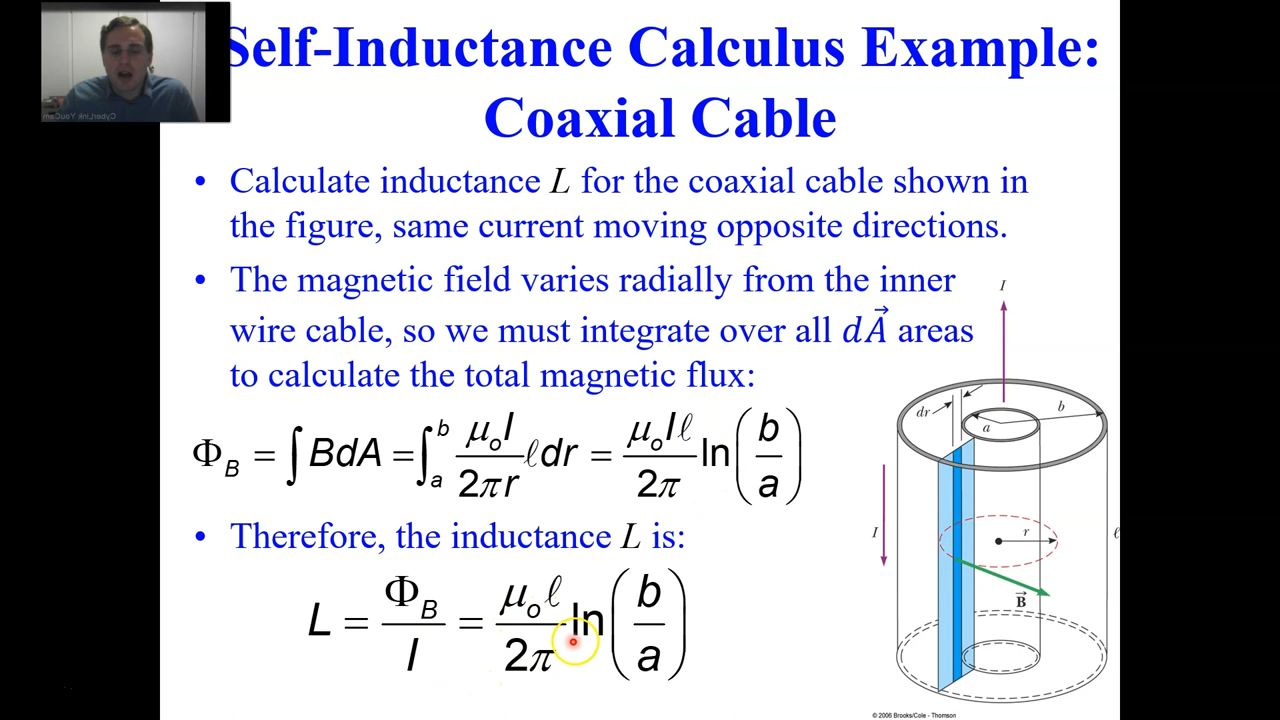 Self-Inductance Calculus Example:
Coaxial Cable
• Calculate inductance L for the coaxial cable shown in
the figure, same current moving opposite directions.
• The magnetic field varies radially from the inner
wire cable, so we must integrate over all dA⃗ areas
to calculate the total magnetic flux:
Φ_B = ∫ BdA = ∫_a^b (μ_o I / 2πr) ℓdr = (μ_o I ℓ / 2π) ln(b/a)
• Therefore, the inductance L is:
L = Φ_B / I = (μ_o ℓ / 2π) ln(b/a)
I
dr
b
a
I
r
ℓ
B⃗
© 2006 Brooks/Cole - Thomson
CyberLink YouCam